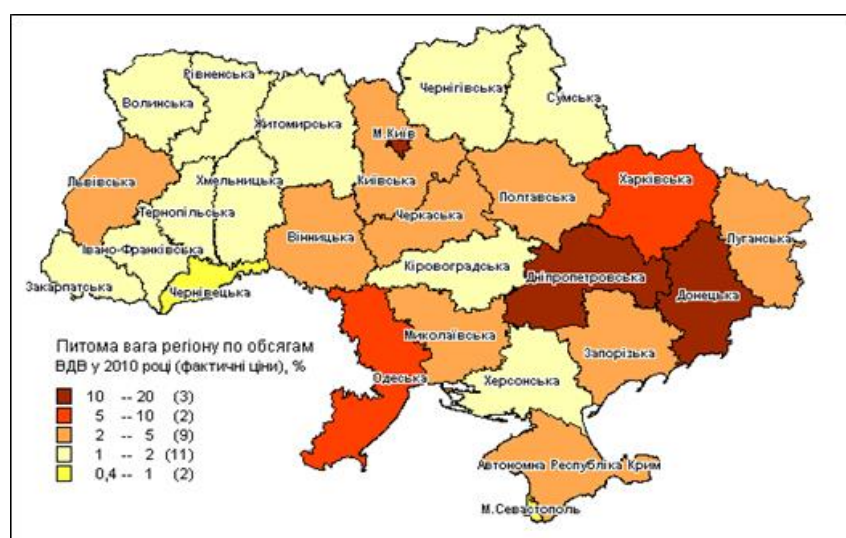 Рівненська
Волинська
Чернігівська
Сумська
Житомирська
М.Київ
Львівська
Хмельницька
Київська
Харківська
Полтавська
Тернопільська
Черкаська
Вінницька
Луганська
Івано-Франківська
Кіровоградська
Дніпропетровська
Закарпатська
Чернівецька
Донецька
Миколаївська
Запорізька
Одеська
Херсонська
Автономна Республіка Крим
М.Севастополь
Питома вага регіону по обсягам
ВДВ у 2010 році (фактичні ціни), %
10 -- 20 (3)
5 -- 10 (2)
2 -- 5 (9)
1 -- 2 (11)
0,4 -- 1 (2)